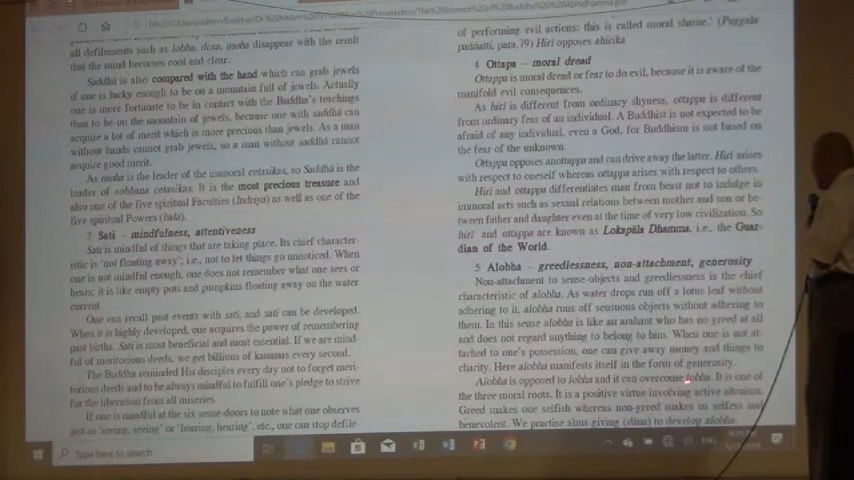 all defilements such as lobha, dosa, moha disappear with the result
that the mind becomes cool and clear.
Saddhā is also compared with the hand which can grab jewels
if one is lucky enough to be on a mountain full of jewels. Actually
one is more fortunate to be in contact with the Buddha's teachings
than to be on the mountain of jewels, because one with saddhā can
acquire a lot of merit which is more precious than jewels. As a man
without hands cannot grab jewels, so a man without saddhā cannot
acquire good merit.
As moha is the leader of the immoral cetasikas, so Saddhā is the
leader of sobhana cetasikas. It is the most precious treasure and
also one of the five spiritual Faculties (Indriya) as well as one of the
five spiritual Powers (bala).
2 Sati – mindfulness, attentiveness
Sati is mindful of things that are taking place. Its chief character-
istic is 'not floating away'; i.e., not to let things go unnoticed. When
one is not mindful enough, one does not remember what one sees or
hears; it is like empty pots and pumpkins floating away on the water
current.
One can recall past events with sati, and sati can be developed.
When it is highly developed, one acquires the power of remembering
past births. Sati is most beneficial and most essential. If we are mind-
ful of meritorious deeds, we get billions of kammas every second.
The Buddha reminded His disciples every day not to forget meri-
torious deeds and to be always mindful to fulfill one's pledge to strive
for the liberation from all miseries.
If one is mindful at the six sense-doors to note what one observes
just as 'seeing, seeing' or 'hearing, hearing', etc., one can stop defile-
of performing evil actions; this is called moral shame.' (Puggala
paññatti, para.79) Hirī opposes ahirika
4 Ottapa – moral dread
Ottappa is moral dread or fear to do evil, because it is aware of the
manifold evil consequences.
As hirī is different from ordinary shyness, ottappa is different
from ordinary fear of an individual. A Buddhist is not expected to be
afraid of any individual, even a God, for Buddhism is not based on
the fear of the unknown.
Ottappa opposes anottappa and can drive away the latter. Hirī arises
with respect to oneself whereas ottappa arises with respect to others.
Hirī and ottappa differentiates man from beast not to indulge in
immoral acts such as sexual relations between mother and son or be-
tween father and daughter even at the time of very low civilization. So
hirī and ottappa are known as Lokapāla Dhamma, i.e., the Guar-
dian of the World.
5 Alobha – greedlessness, non-attachment, generosity
Non-attachment to sense-objects and greedlessness is the chief
characteristic of alobha. As water drops run off a lotus leaf without
adhering to it, alobha runs off sensuous objects without adhering to
them. In this sense alobha is like an arahant who has no greed at all
and does not regard anything to belong to him. When one is not at-
tached to one's possession, one can give away money and things to
charity. Here alobha manifests itself in the form of generosity.
Alobha is opposed to lobha and it can overcome lobha. It is one of
the three moral roots. It is a positive virtue involving active altruism.
Greed makes one selfish whereas non-greed makes us selfless and
benevolent. We practise alms-giving (dāna) to develop alobha.
Type here to search
ENG